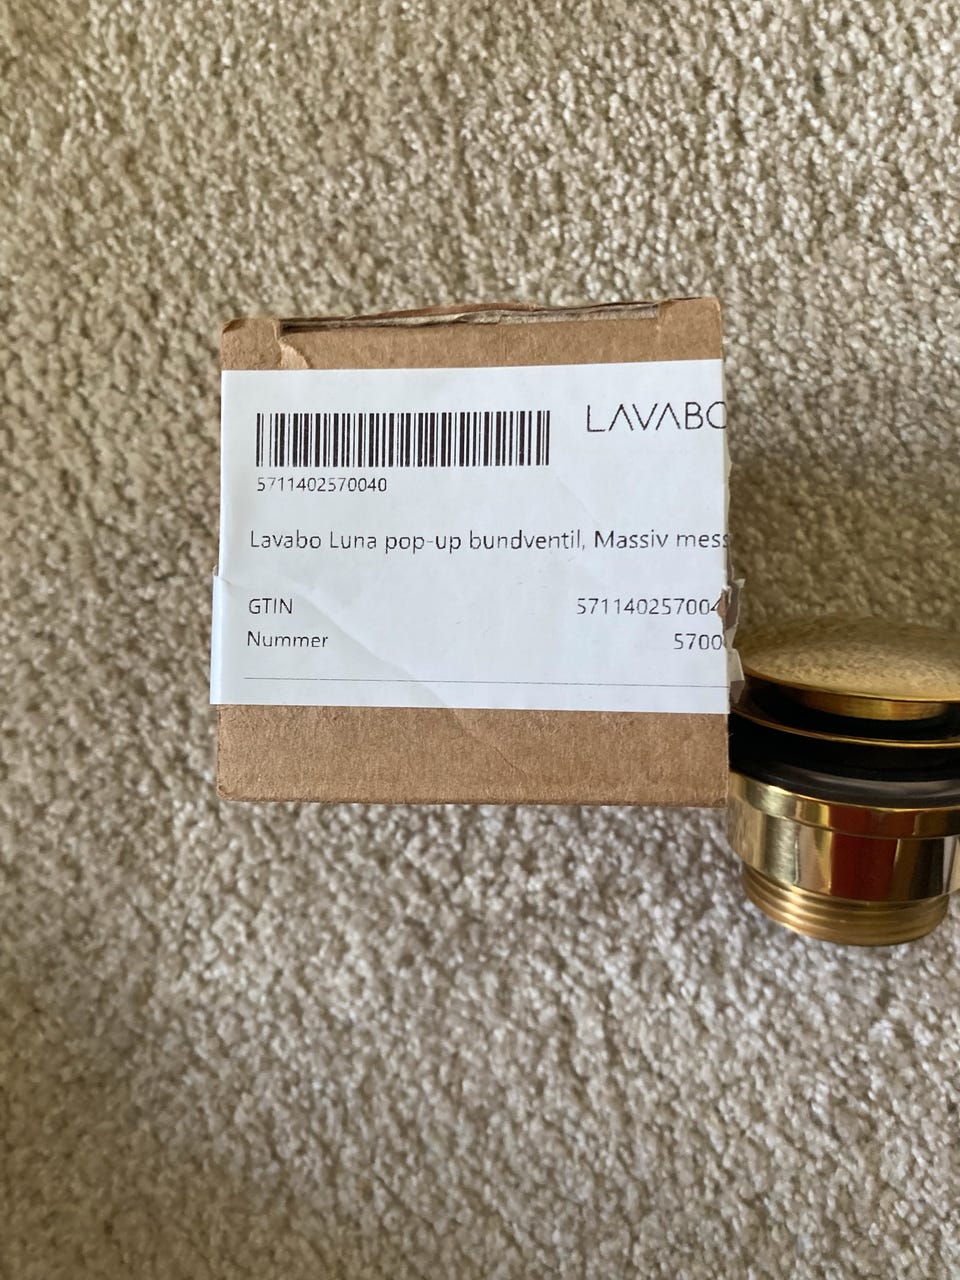 LAVABO
5711402570040
Lavabo Luna pop-up bundventil, Massiv mess
GTIN 571140257004
Nummer 5700